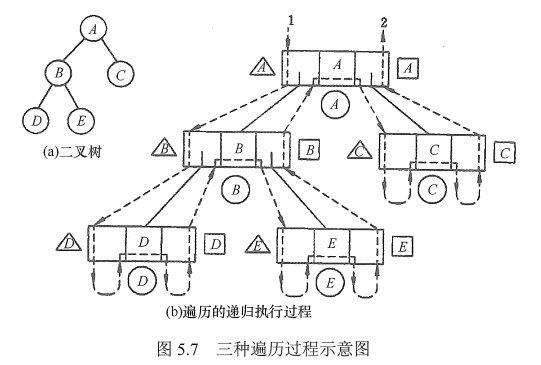 1 2
A
A A A
A
B C
B B B
C C C
B
C
D E
(a)二叉树
D D D
E E E
D
E
(b)遍历的递归执行过程
图 5.7 三种遍历过程示意图